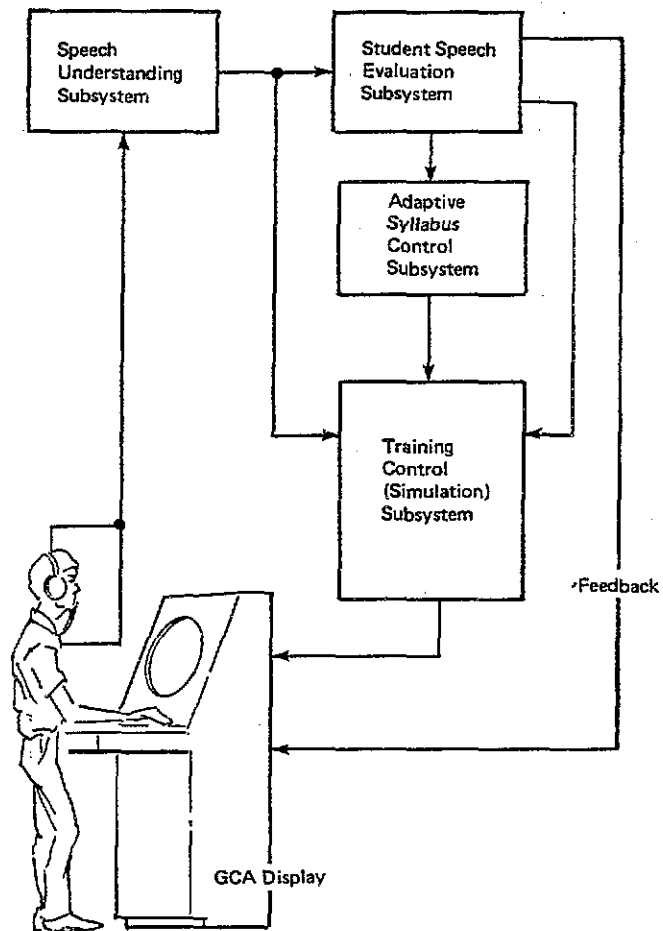 Speech
Understanding
Subsystem
Student Speech
Evaluation
Subsystem
Adaptive
Syllabus
Control
Subsystem
Training
Control
(Simulation)
Subsystem
Feedback
GCA Display